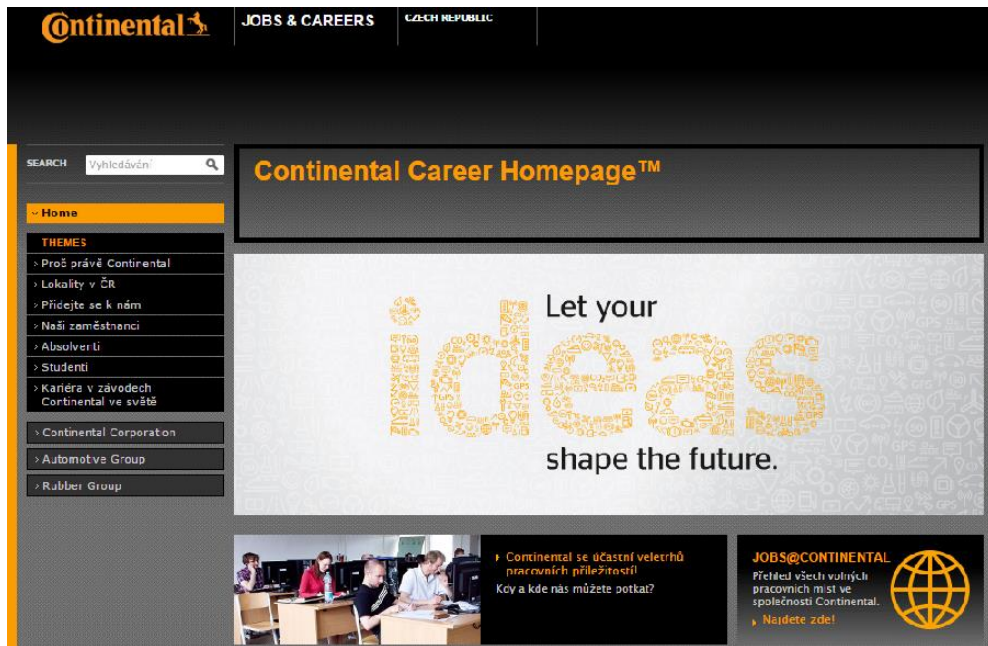 Continental
JOBS & CAREERS
CZECH REPUBLIC
SEARCH
Vyhledávání
Continental Career Homepage™
Home
THEMES
Proč právě Continental
Lokality v ČR
Přidejte se k nám
Naši zaměstnanci
Absolventi
Studenti
Kariéra v závodech
Continental ve světě
Continental Corporation
Automotive Group
Rubber Group
Let your
ideas
shape the future.
Continental se účastní veletrhů
pracovních příležitostí!
Kdy a kde nás můžete potkat?
JOBS@CONTINENTAL
Přehled všech volných
pracovních míst ve
společnosti Continental.
Najdete zde!